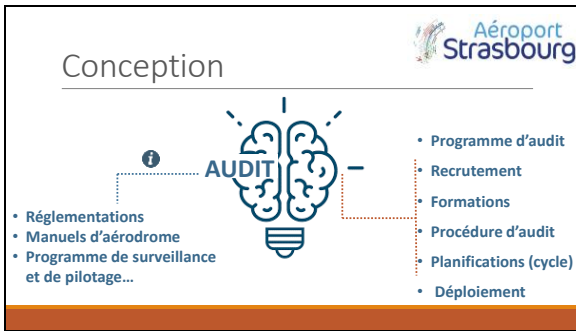 Aéroport
Strasbourg
Conception
AUDIT
i
• Réglementations
• Manuels d'aérodrome
• Programme de surveillance
et de pilotage…
• Programme d'audit
• Recrutement
• Formations
• Procédure d'audit
• Planifications (cycle)
• Déploiement